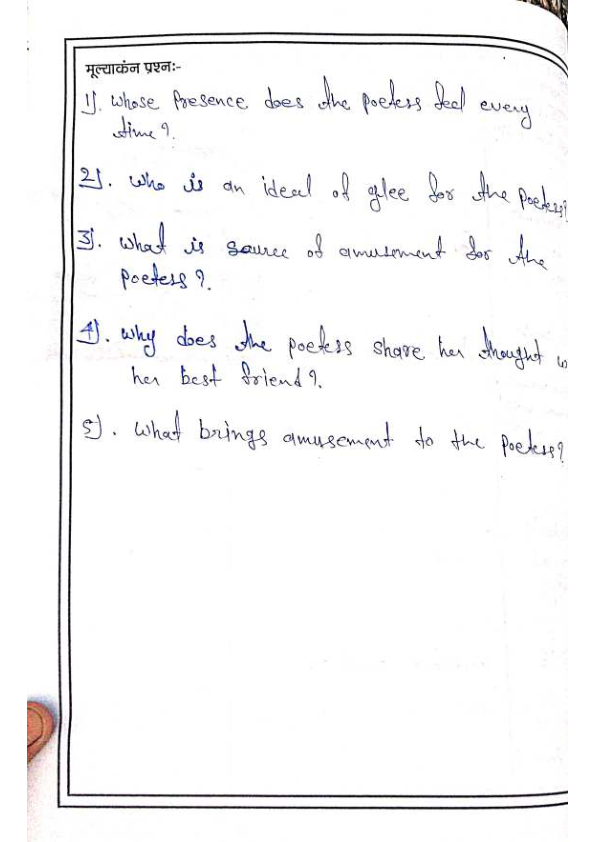 मूल्याकंन प्रश्नः-
1). Whose Presence does the poetess feel every
time?.
2). Who is an ideal of glee for the Poetess?
3). What is source of amusement for the
Poetess?.
4). Why does the poetess share her thought
her best friend?.
5). What brings amusement to the Poetess?